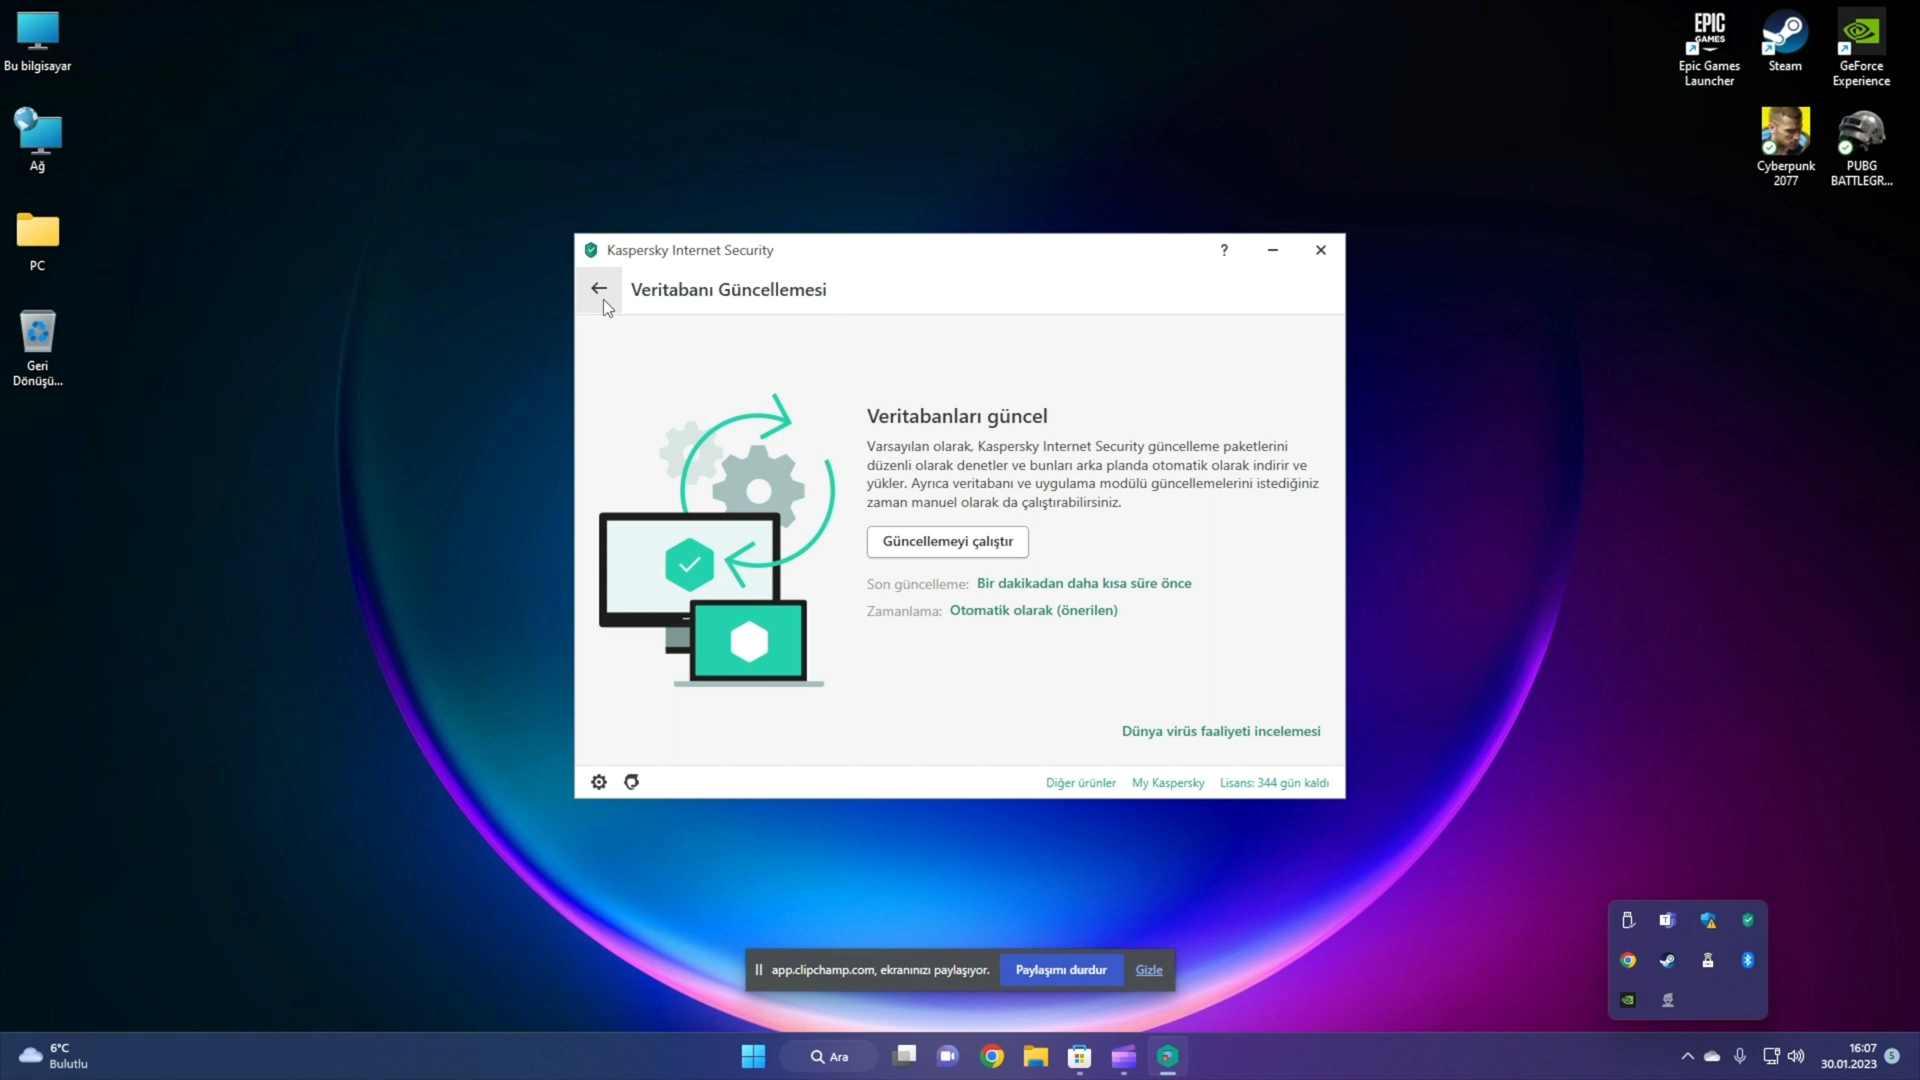 Bu bilgisayar
Ağ
PC
Geri
Dönüşü...
EPIC
GAMES
Epic Games
Launcher
Steam
GeForce
Experience
Cyberpunk
2077
PUBG
BATTLEGR...
Kaspersky Internet Security
?
Veritabanı Güncellemesi
Veritabanları güncel
Varsayılan olarak, Kaspersky Internet Security güncelleme paketlerini
düzenli olarak denetler ve bunları arka planda otomatik olarak indirir ve
yükler. Ayrıca veritabanı ve uygulama modülü güncellemelerini istediğiniz
zaman manuel olarak da çalıştırabilirsiniz.
Güncellemeyi çalıştır
Son güncelleme: Bir dakikadan daha kısa süre önce
Zamanlama: Otomatik olarak (önerilen)
Dünya virüs faaliyeti incelemesi
Diğer ürünler My Kaspersky Lisans: 344 gün kaldı
app.clipchamp.com, ekranınızı paylaşıyor. Paylaşımı durdur Gizle
6°C
Bulutlu
Ara
16:07
30.01.2023
5